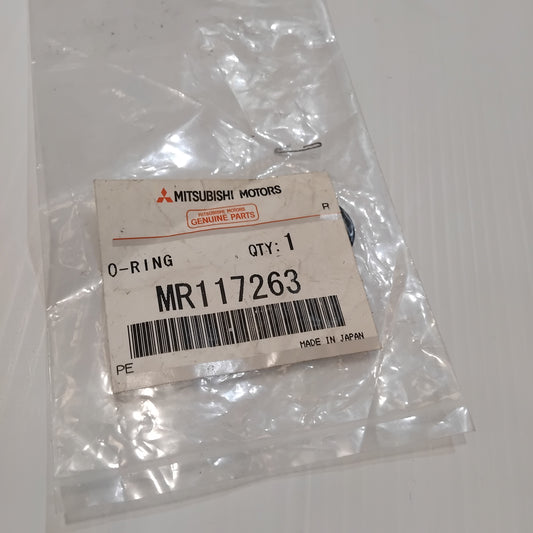 MITSUBISHI MOTORS
MITSUBISHI MOTORS
GENUINE PARTS
R
O-RING QTY:1
MR117263
MADE IN JAPAN
PE